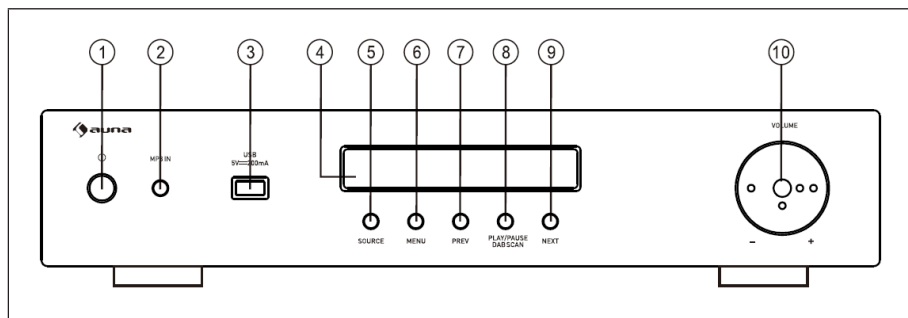 1 2 3 4 5 6 7 8 9 10
auna
VOLUME
MP3 IN
USB
5V 200mA
SOURCE MENU PREV PLAY/PAUSE NEXT
DAB SCAN
- +